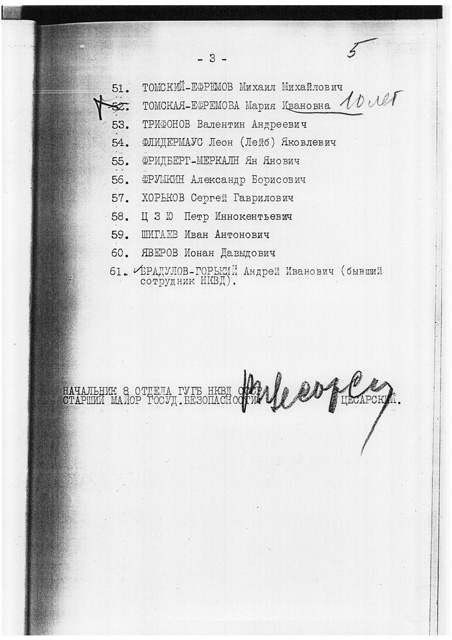 - 3 -
5
51. ТОМСКИЙ-ЕФРЕМОВ Михаил Михайлович
52. ТОМСКАЯ-ЕФРЕМОВА Мария Ивановна 10 лет
53. ТРИФОНОВ Валентин Андреевич
54. ФЛИДЕРМАУС Леон (Лейб) Яковлевич
55. ФРИДБЕРГ-МЕРКАЛН Ян Янович
56. ФРУМКИН Александр Борисович
57. ХОРЬКОВ Сергей Гаврилович
58. Ц З Ю Петр Иннокентьевич
59. ШИГАЕВ Иван Антонович
60. ЯВЕРОВ Ионан Давыдович
61. БРАДУЛОВ-ГОРЬКИЙ Андрей Иванович (бывший
сотрудник НКВД).
НАЧАЛЬНИК 8 ОТДЕЛА ГУГБ НКВД СССР
СТАРШИЙ МАЙОР ГОСУД.БЕЗОПАСНОСТИ ЦЕСАРСКИЙ.